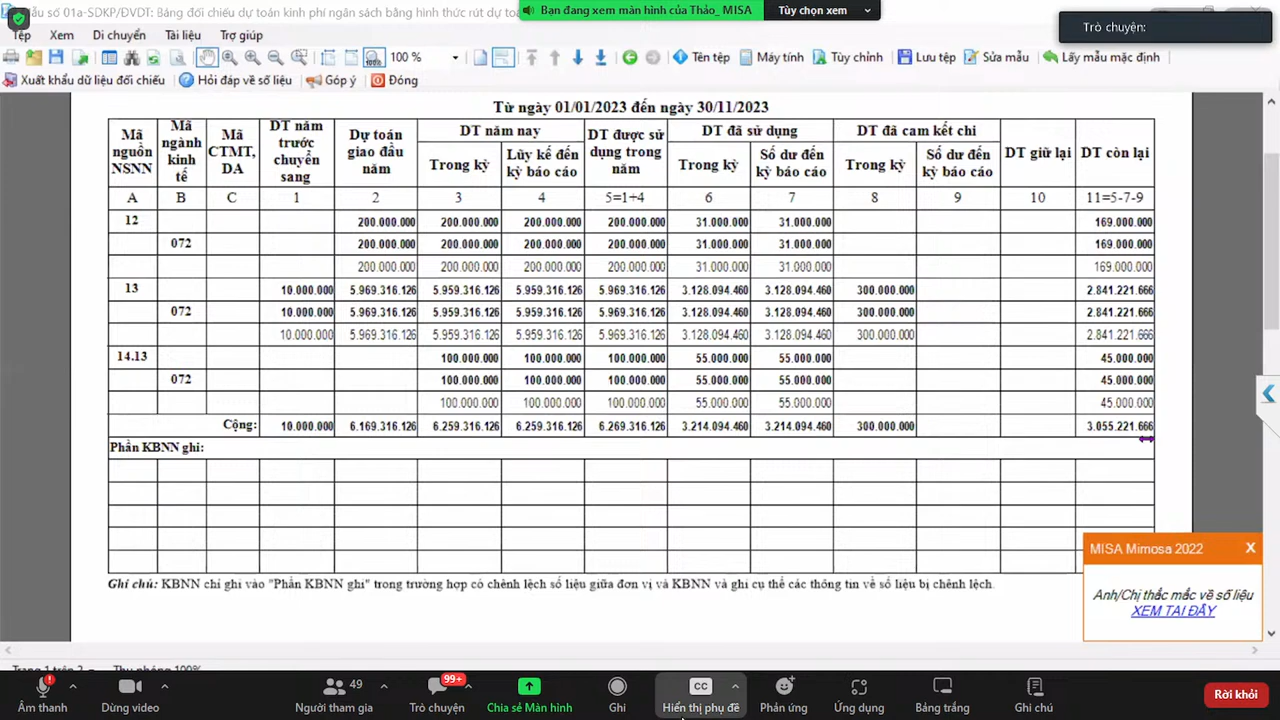 Mẫu số 01a-SDKP/ĐVDT: Bảng đối chiếu dự toán kinh phí ngân sách bằng hình thức rút dự to
Bạn đang xem màn hình của Thảo_ MISA
Tùy chọn xem
Trò chuyện:
Tệp Xem Di chuyển Tài liệu Trợ giúp
100 % Tên tệp Máy tính Tùy chỉnh Lưu tệp Sửa mẫu Lấy mẫu mặc định
Xuất khẩu dữ liệu đối chiếu Hỏi đáp về số liệu Góp ý Đóng
Từ ngày 01/01/2023 đến ngày 30/11/2023
Mã nguồn NSNN Mã ngành kinh tế Mã CTMT, DA DT năm trước chuyển sang Dự toán giao đầu năm DT năm nay DT được sử dụng trong năm DT đã sử dụng DT đã cam kết chi DT giữ lại DT còn lại
Trong kỳ Lũy kế đến kỳ báo cáo Trong kỳ Số dư đến kỳ báo cáo Trong kỳ Số dư đến kỳ báo cáo
A B C 1 2 3 4 5=1+4 6 7 8 9 10 11=5-7-9
12 200.000.000 200.000.000 200.000.000 200.000.000 31.000.000 31.000.000 169.000.000
072 200.000.000 200.000.000 200.000.000 200.000.000 31.000.000 31.000.000 169.000.000
200.000.000 200.000.000 200.000.000 200.000.000 31.000.000 31.000.000 169.000.000
13 10.000.000 5.969.316.126 5.959.316.126 5.959.316.126 5.969.316.126 3.128.094.460 3.128.094.460 300.000.000 2.841.221.666
072 10.000.000 5.969.316.126 5.959.316.126 5.959.316.126 5.969.316.126 3.128.094.460 3.128.094.460 300.000.000 2.841.221.666
10.000.000 5.969.316.126 5.959.316.126 5.959.316.126 5.969.316.126 3.128.094.460 3.128.094.460 300.000.000 2.841.221.666
14.13 100.000.000 100.000.000 100.000.000 55.000.000 55.000.000 45.000.000
072 100.000.000 100.000.000 100.000.000 55.000.000 55.000.000 45.000.000
100.000.000 100.000.000 100.000.000 55.000.000 55.000.000 45.000.000
Cộng: 10.000.000 6.169.316.126 6.259.316.126 6.259.316.126 6.269.316.126 3.214.094.460 3.214.094.460 300.000.000 3.055.221.666
Phần KBNN ghi:
Ghi chú: KBNN chỉ ghi vào "Phần KBNN ghi" trong trường hợp có chênh lệch số liệu giữa đơn vị và KBNN và ghi cụ thể các thông tin về số liệu bị chênh lệch.
MISA Mimosa 2022 X
Anh/Chị thắc mắc về số liệu
XEM TẠI ĐÂY
Trang 1 trên 2 Thu phóng 100%
49 99+ CC
Âm thanh Dừng video Người tham gia Trò chuyện Chia sẻ Màn hình Ghi Hiển thị phụ đề Phản ứng Ứng dụng Bảng trắng Ghi chú Rời khỏi